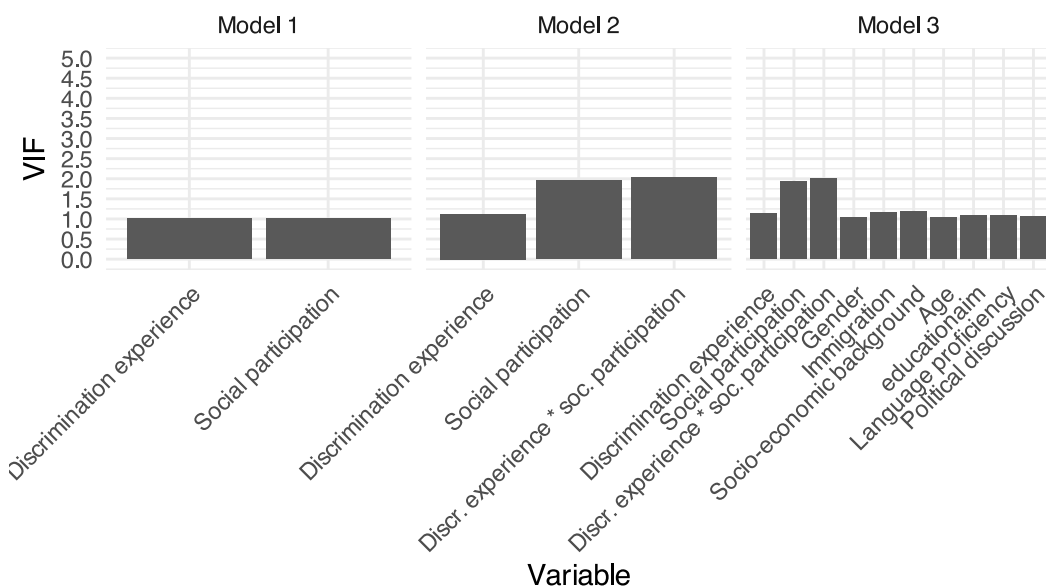 Model 1
Model 2
Model 3
VIF
5.0
4.5
4.0
3.5
3.0
2.5
2.0
1.5
1.0
0.5
0.0
Discrimination experience
Social participation
Discrimination experience
Social participation
Discr. experience * soc. participation
Discrimination experience
Social participation
Discr. experience * soc. participation
Gender
Immigration
Socio-economic background
Age
educationaim
Language proficiency
Political discussion
Variable